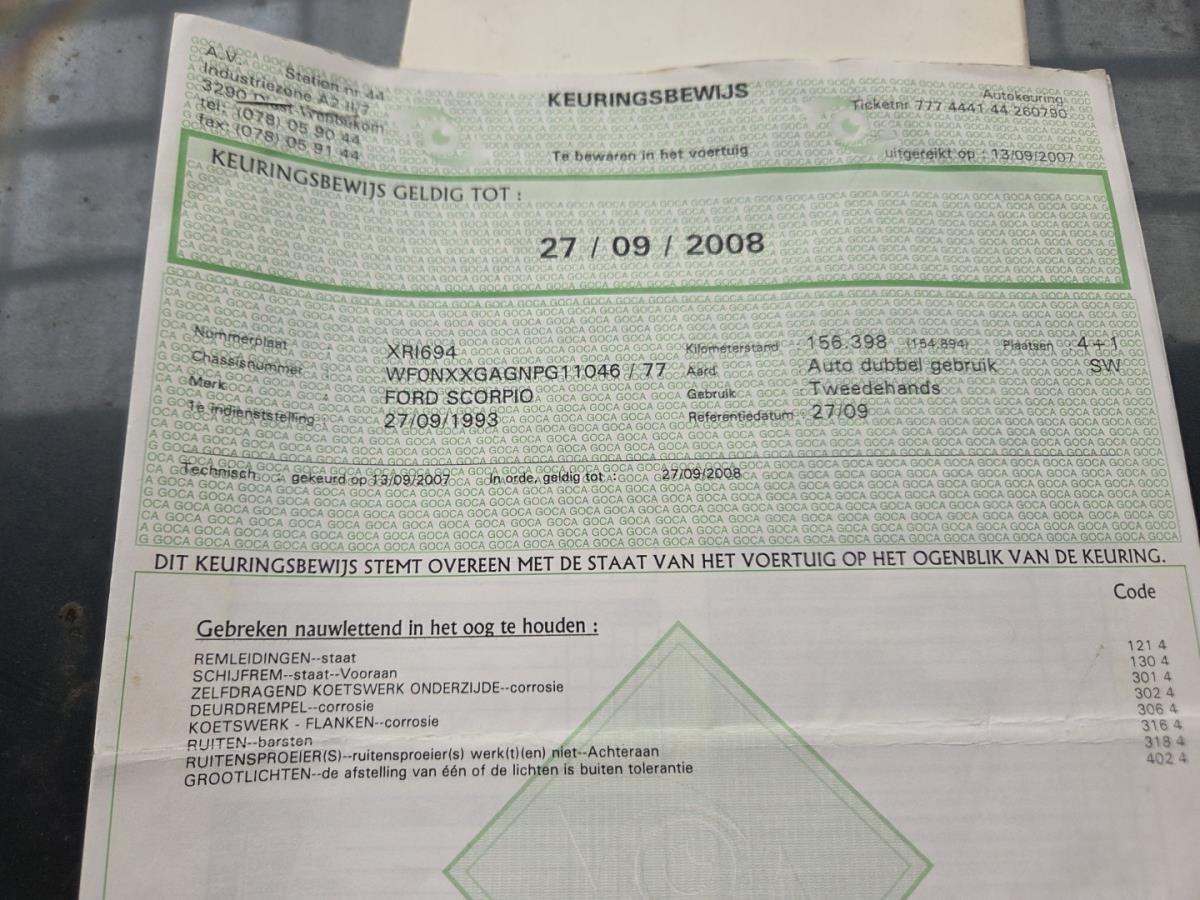 A.V. Station nr 44
Industriezone A2 II/7
3290 Webbekom
tel: (078) 05 90 44
fax: (078) 05 91 44
KEURINGSBEWIJS
Te bewaren in het voertuig
Autokeuring
Ticketnr 777 4441 44 260790
uitgereikt op : 13/09/2007
KEURINGSBEWIJS GELDIG TOT :
27 / 09 / 2008
Nummerplaat : XRI694
Chassisnummer : WF0NXXGAGNPG11046 / 77
Merk : FORD SCORPIO
1e indienststelling : 27/09/1993
Kilometerstand : 156.398 (154.894) Plaatsen 4+1
Aard : Auto dubbel gebruik SW
Gebruik : Tweedehands
Referentiedatum : 27/09
Technisch : gekeurd op 13/09/2007 In orde, geldig tot : 27/09/2008
DIT KEURINGSBEWIJS STEMT OVEREEN MET DE STAAT VAN HET VOERTUIG OP HET OGENBLIK VAN DE KEURING.
Code
Gebreken nauwlettend in het oog te houden :
REMLEIDINGEN--staat 121 4
SCHIJFREM--staat--Vooraan 130 4
ZELFDRAGEND KOETSWERK ONDERZIJDE--corrosie 301 4
DEURDREMPEL--corrosie 302 4
KOETSWERK - FLANKEN--corrosie 306 4
RUITEN--barsten 316 4
RUITENSPROEIER(S)--ruitensproeier(s) werk(t)(en) niet--Achteraan 318 4
GROOTLICHTEN--de afstelling van één of de lichten is buiten tolerantie 402 4